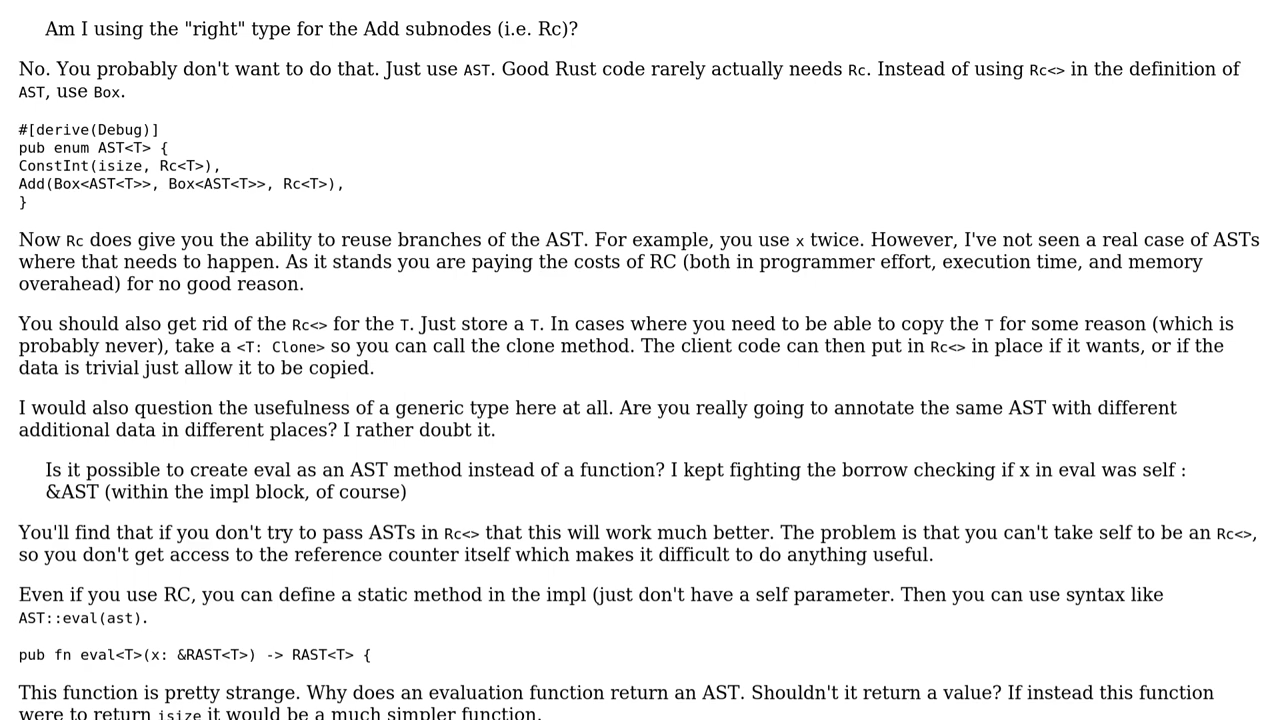 Am I using the "right" type for the Add subnodes (i.e. Rc)?
No. You probably don't want to do that. Just use AST. Good Rust code rarely actually needs Rc. Instead of using Rc<> in the definition of
AST, use Box.
#[derive(Debug)]
pub enum AST<T> {
ConstInt(isize, Rc<T>),
Add(Box<AST<T>>, Box<AST<T>>, Rc<T>),
}
Now Rc does give you the ability to reuse branches of the AST. For example, you use x twice. However, I've not seen a real case of ASTs
where that needs to happen. As it stands you are paying the costs of RC (both in programmer effort, execution time, and memory
overahead) for no good reason.
You should also get rid of the Rc<> for the T. Just store a T. In cases where you need to be able to copy the T for some reason (which is
probably never), take a <T: Clone> so you can call the clone method. The client code can then put in Rc<> in place if it wants, or if the
data is trivial just allow it to be copied.
I would also question the usefulness of a generic type here at all. Are you really going to annotate the same AST with different
additional data in different places? I rather doubt it.
Is it possible to create eval as an AST method instead of a function? I kept fighting the borrow checking if x in eval was self :
&AST (within the impl block, of course)
You'll find that if you don't try to pass ASTs in Rc<> that this will work much better. The problem is that you can't take self to be an Rc<>,
so you don't get access to the reference counter itself which makes it difficult to do anything useful.
Even if you use RC, you can define a static method in the impl (just don't have a self parameter. Then you can use syntax like
AST::eval(ast).
pub fn eval<T>(x: &RAST<T>) -> RAST<T> {
This function is pretty strange. Why does an evaluation function return an AST. Shouldn't it return a value? If instead this function
were to return isize it would be a much simpler function.